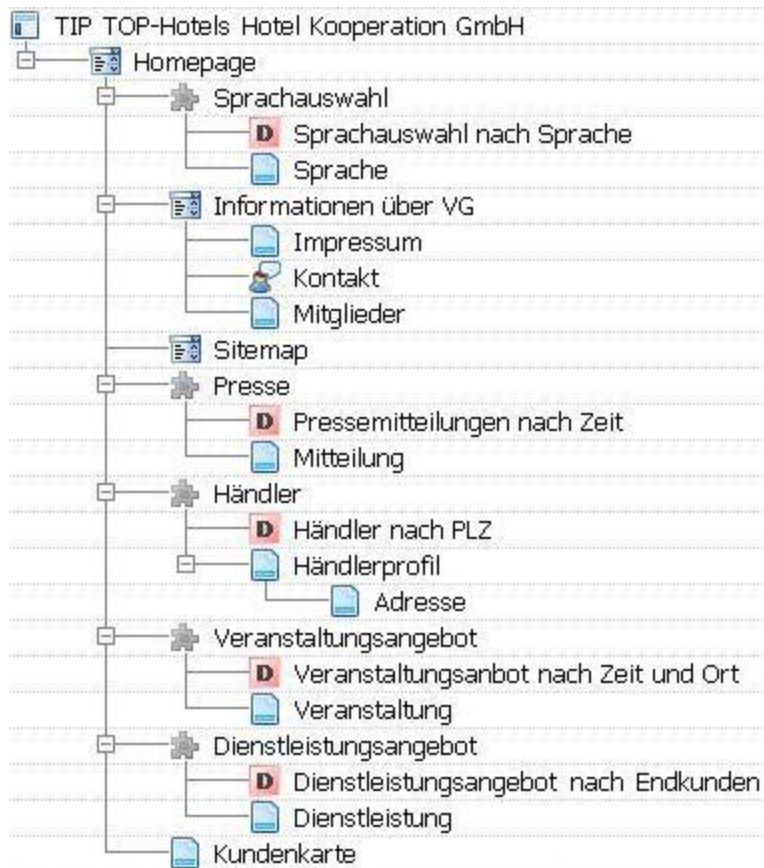 TIP TOP-Hotels Hotel Kooperation GmbH
Homepage
Sprachauswahl
D Sprachauswahl nach Sprache
Sprache
Informationen über VG
Impressum
Kontakt
Mitglieder
Sitemap
Presse
D Pressemitteilungen nach Zeit
Mitteilung
Händler
D Händler nach PLZ
Händlerprofil
Adresse
Veranstaltungsangebot
D Veranstaltungsanbot nach Zeit und Ort
Veranstaltung
Dienstleistungsangebot
D Dienstleistungsangebot nach Endkunden
Dienstleistung
Kundenkarte